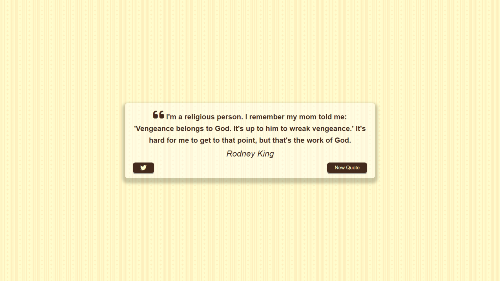 ❝ I'm a religious person. I remember my mom told me:
'Vengeance belongs to God. It's up to him to wreak vengeance.' It's
hard for me to get to that point, but that's the work of God.
Rodney King
New Quote